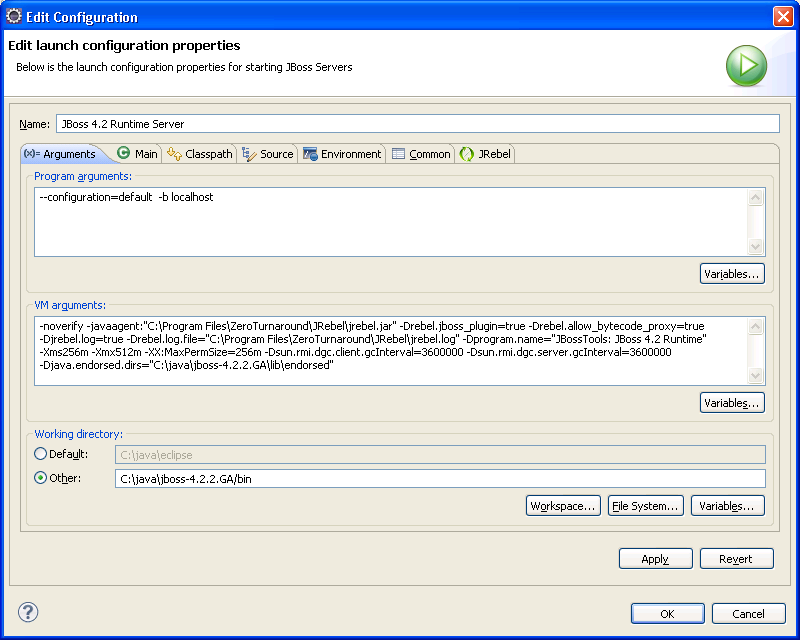 Edit Configuration
Edit launch configuration properties
Below is the launch configuration properties for starting JBoss Servers
Name: JBoss 4.2 Runtime Server
(x)= Arguments Main Classpath Source Environment Common JRebel
Program arguments:
--configuration=default -b localhost
Variables...
VM arguments:
-noverify -javaagent:"C:\Program Files\ZeroTurnaround\JRebel\jrebel.jar" -Drebel.jboss_plugin=true -Drebel.allow_bytecode_proxy=true
-Djrebel.log=true -Drebel.log.file="C:\Program Files\ZeroTurnaround\JRebel\jrebel.log" -Dprogram.name="JBossTools: JBoss 4.2 Runtime"
-Xms256m -Xmx512m -XX:MaxPermSize=256m -Dsun.rmi.dgc.client.gcInterval=3600000 -Dsun.rmi.dgc.server.gcInterval=3600000
-Djava.endorsed.dirs="C:\java\jboss-4.2.2.GA\lib\endorsed"
Variables...
Working directory:
Default: C:\java\eclipse
Other: C:\java\jboss-4.2.2.GA/bin
Workspace... File System... Variables...
Apply Revert
? OK Cancel